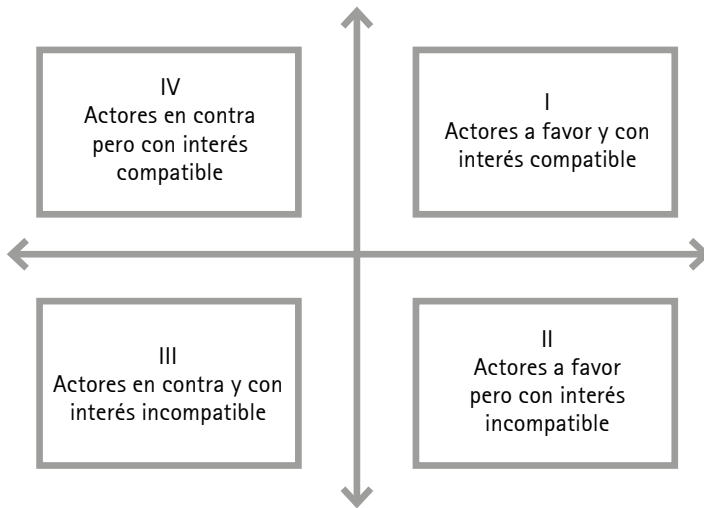 IV
Actores en contra
pero con interés
compatible
I
Actores a favor y con
interés compatible
III
Actores en contra y con
interés incompatible
II
Actores a favor
pero con interés
incompatible